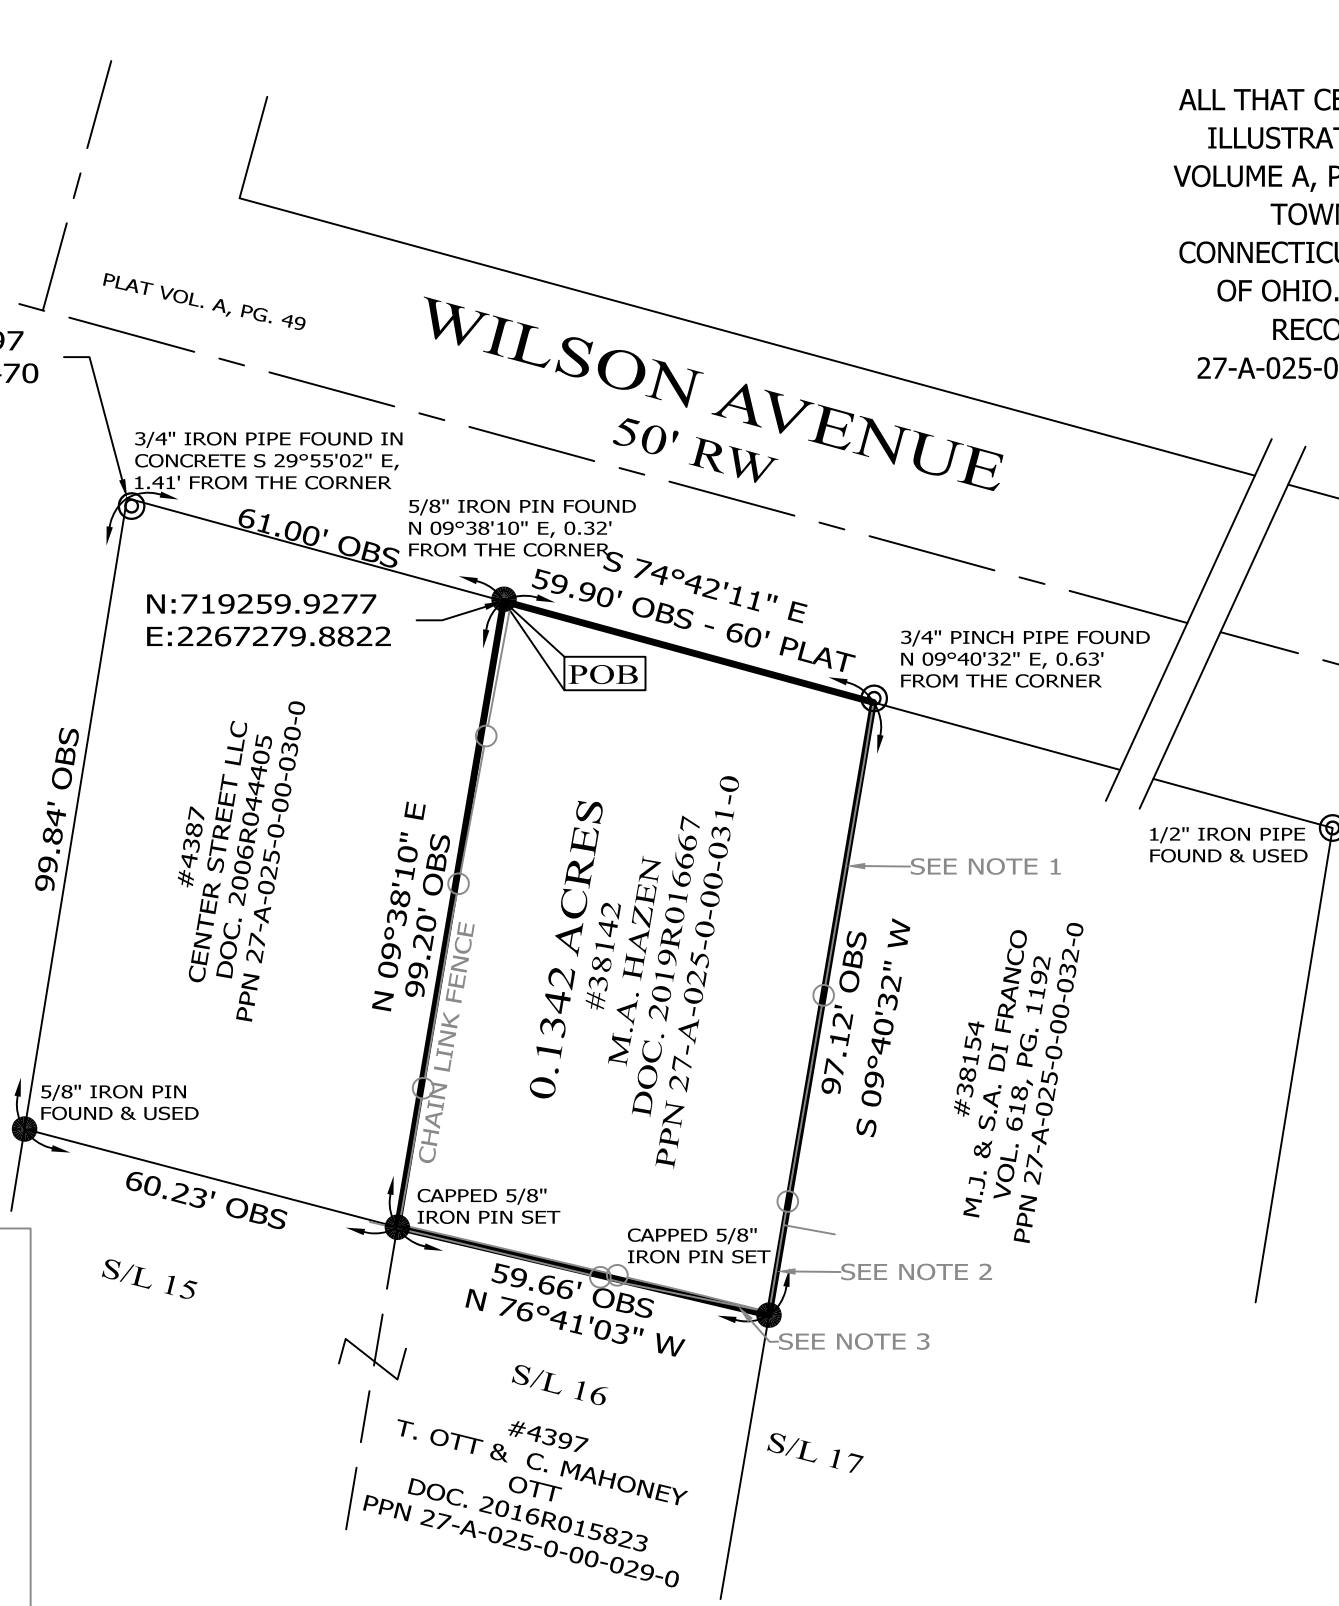 ALL THAT CE
ILLUSTRAT
VOLUME A, P
TOWN
CONNECTICU
OF OHIO.
RECO
27-A-025-0
PLAT VOL. A, PG. 49
WILSON AVENUE
50' RW
97
-70
3/4" IRON PIPE FOUND IN
CONCRETE S 29°55'02" E,
1.41' FROM THE CORNER
61.00' OBS
5/8" IRON PIN FOUND
N 09°38'10" E, 0.32'
FROM THE CORNER
S 74°42'11" E
59.90' OBS - 60' PLAT
N:719259.9277
E:2267279.8822
POB
3/4" PINCH PIPE FOUND
N 09°40'32" E, 0.63'
FROM THE CORNER
1/2" IRON PIPE
FOUND & USED
99.84' OBS
#4387
CENTER STREET LLC
DOC. 2006R044405
PPN 27-A-025-0-00-030-0
N 09°38'10" E
99.20' OBS
CHAIN LINK FENCE
0.1342 ACRES
#38142
M.A. HAZEN
DOC. 2019R016667
PPN 27-A-025-0-00-031-0
SEE NOTE 1
97.12' OBS
S 09°40'32" W
#38154
M.J. & S.A. DI FRANCO
VOL. 618, PG. 1192
PPN 27-A-025-0-00-032-0
5/8" IRON PIN
FOUND & USED
60.23' OBS
CAPPED 5/8"
IRON PIN SET
CAPPED 5/8"
IRON PIN SET
SEE NOTE 2
59.66' OBS
N 76°41'03" W
SEE NOTE 3
S/L 15
S/L 16
S/L 17
#4397
T. OTT & C. MAHONEY
OTT
DOC. 2016R015823
PPN 27-A-025-0-00-029-0